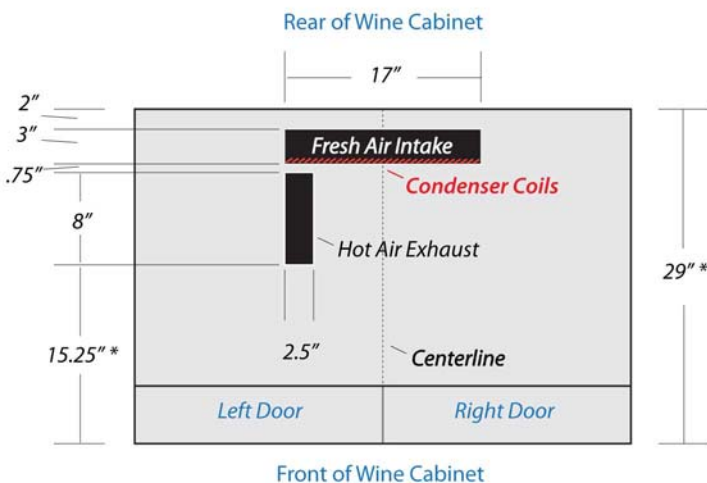 Rear of Wine Cabinet
17”
2”
3”
Fresh Air Intake
.75”
Condenser Coils
8”
Hot Air Exhaust
29” *
15.25” *
2.5”
Centerline
Left Door
Right Door
Front of Wine Cabinet